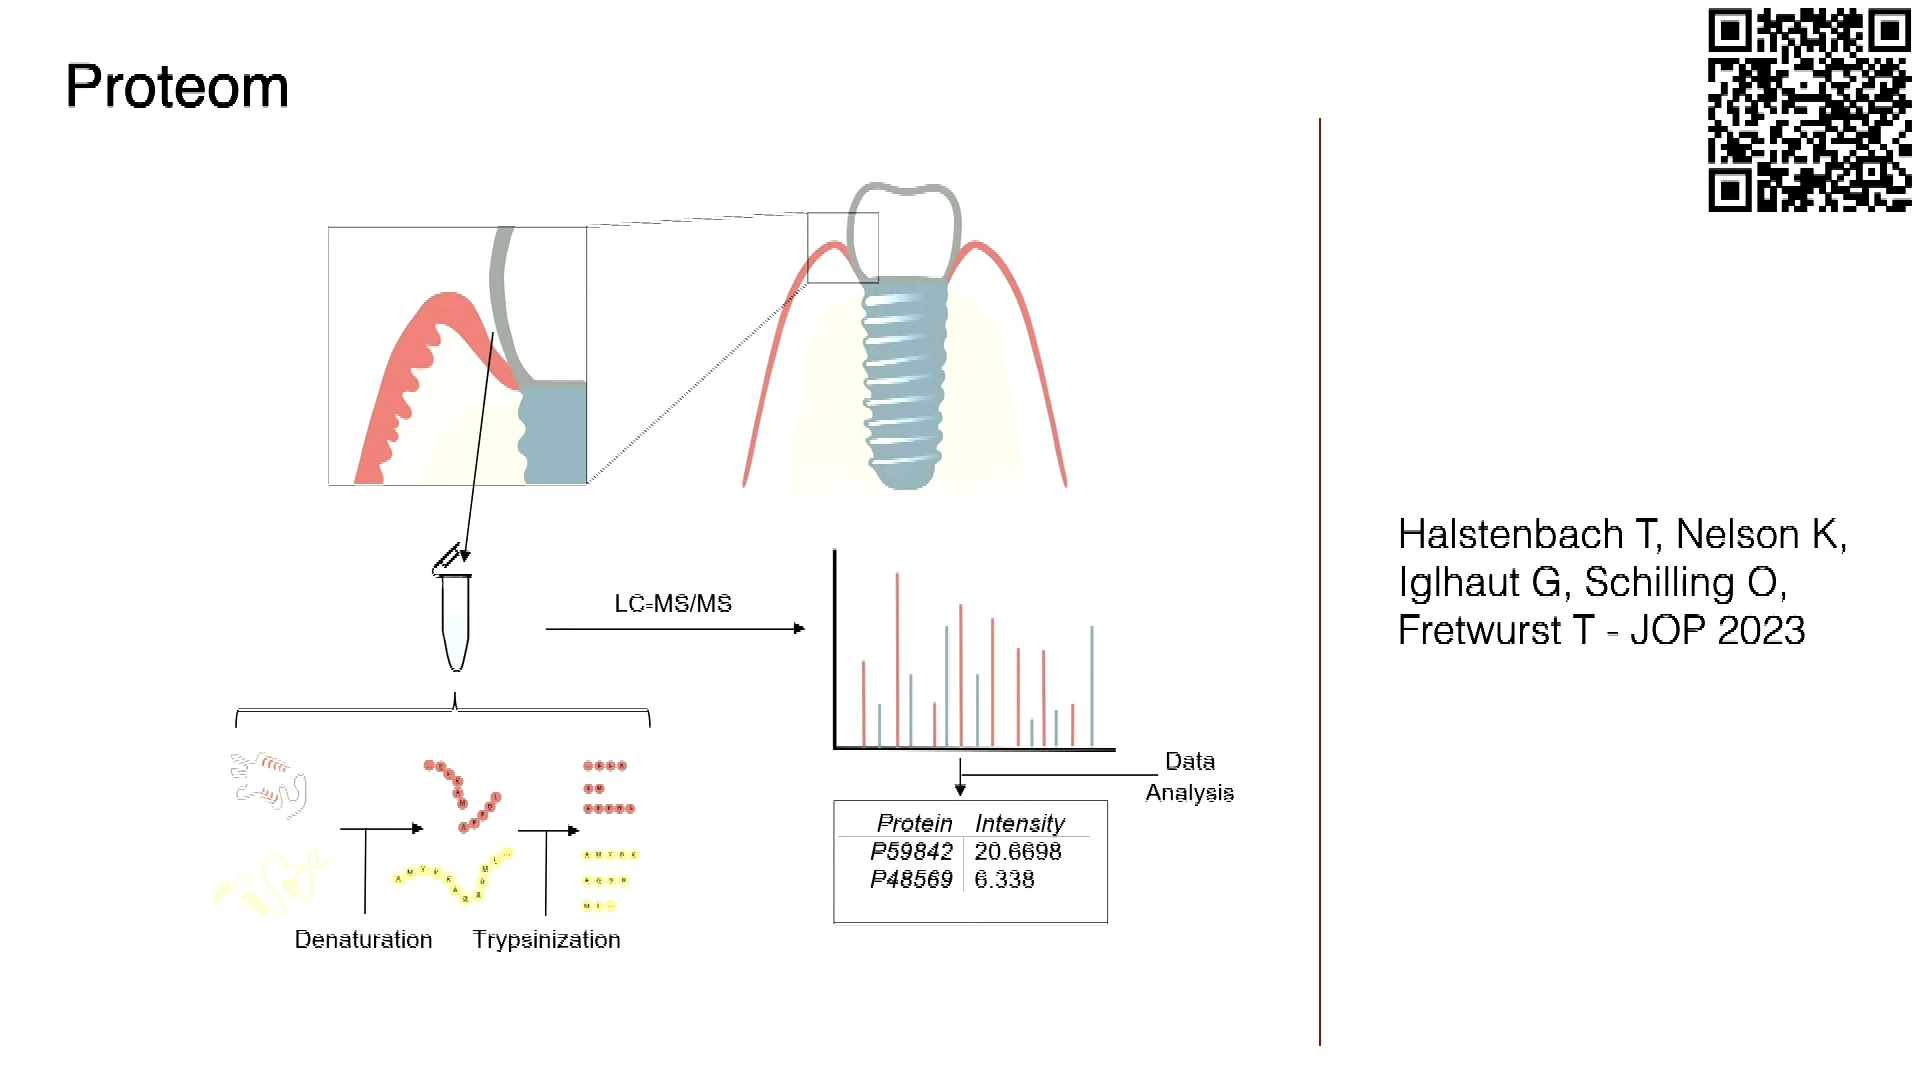 Proteom
LC-MS/MS
Halstenbach T, Nelson K,
Iglhaut G, Schilling O,
Fretwurst T - JOP 2023
Data
Analysis
Protein Intensity
P59842 20.6698
P48569 6.338
Denaturation Trypsinization